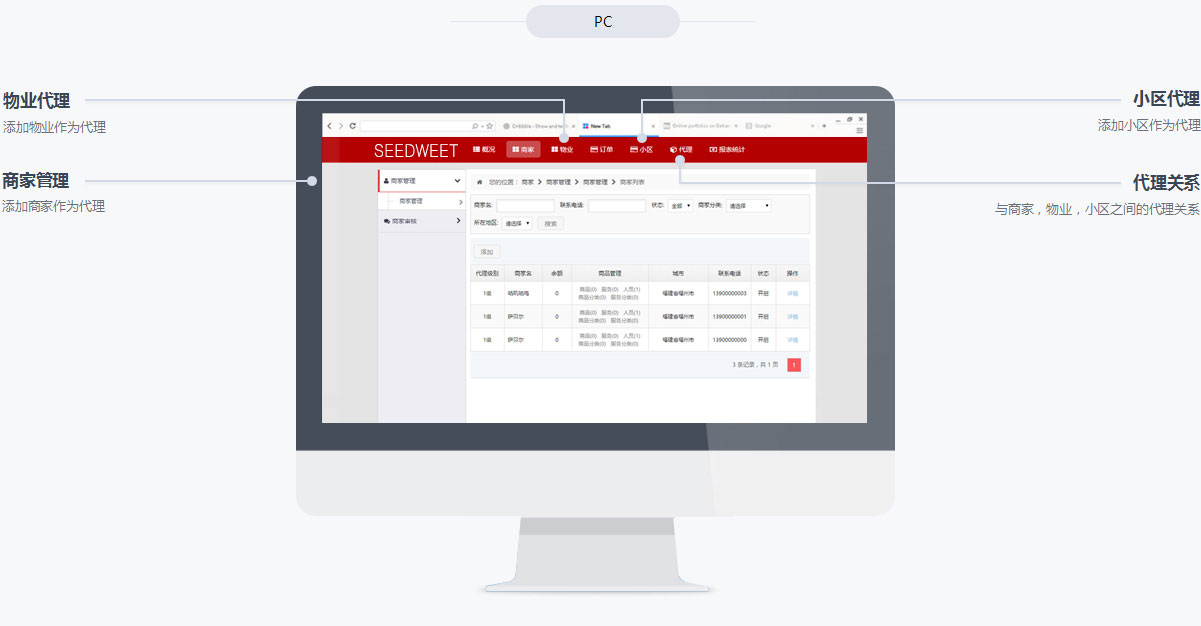 PC
物业代理
添加物业作为代理
商家管理
添加商家作为代理
小区代理
添加小区作为代理
代理关系
与商家，物业，小区之间的代理关系
New Tab
Google
SEEDWEET 概况 商家 物业 订单 小区 代理 报表统计
商家管理
商家管理
商家审核
您的位置： 商家 商家管理 商家管理 商家列表
商家名: 联系电话: 状态: 全部 商家分类: 请选择
所在地区: 请选择 搜索
添加
代理级别 商家名 余额 商品管理 城市 联系电话 状态 操作
1级 0 商品(0) 服务(0) 人员(1) 福建省福州市 13900000003 开启 详情
商品分类(0) 服务分类(0)
1级 萨贝尔 0 商品(0) 服务(0) 人员(1) 福建省福州市 13900000001 开启 详情
商品分类(0) 服务分类(0)
1级 萨贝尔 0 商品(0) 服务(0) 人员(1) 福建省福州市 13900000000 开启 详情
商品分类(0) 服务分类(0)
3 条记录，共 1 页 1